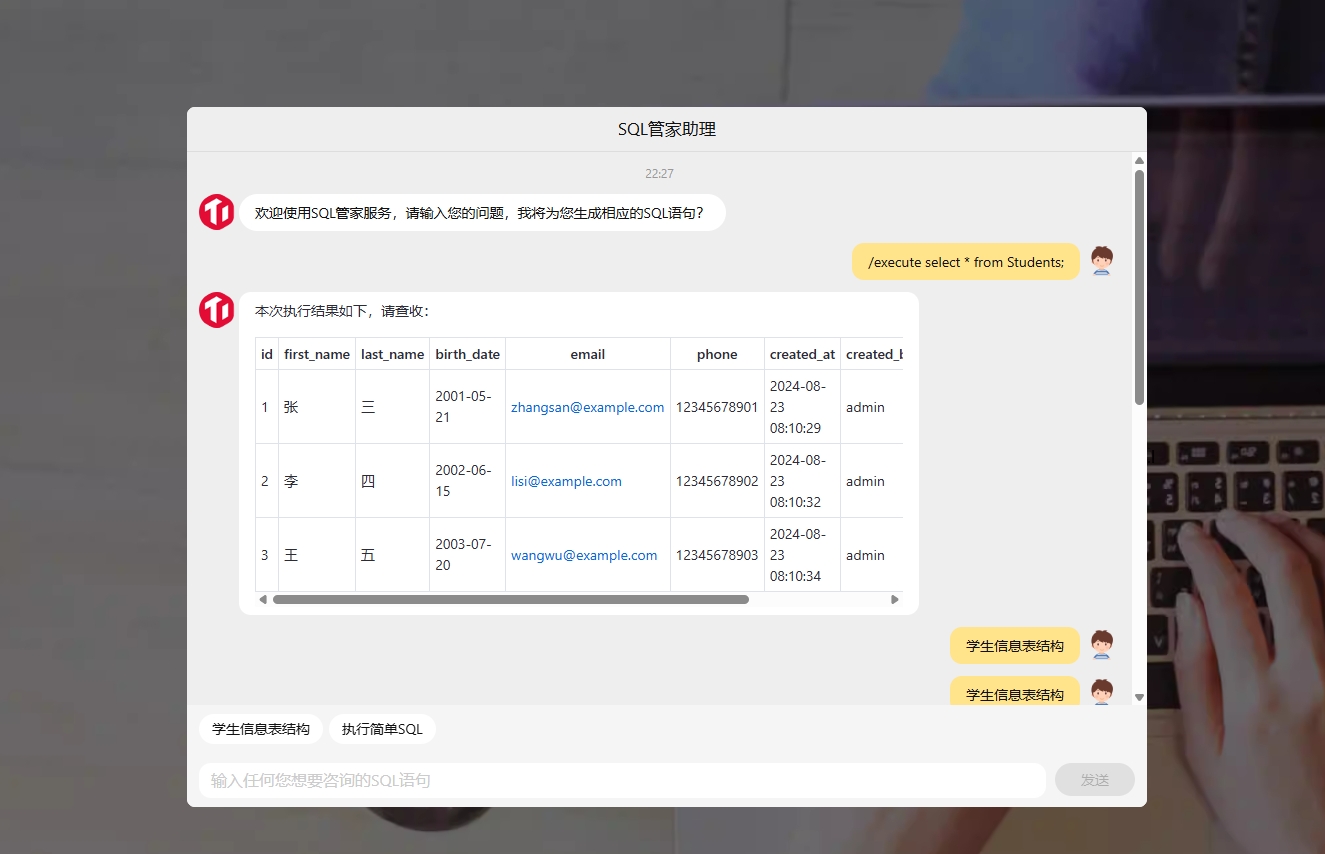 SQL管家助理
22:27
欢迎使用SQL管家服务，请输入您的问题，我将为您生成相应的SQL语句？
/execute select * from Students;
本次执行结果如下，请查收：
id first_name last_name birth_date email phone created_at created_b
1 张 三 2001-05-21 zhangsan@example.com 12345678901 2024-08-23 08:10:29 admin
2 李 四 2002-06-15 lisi@example.com 12345678902 2024-08-23 08:10:32 admin
3 王 五 2003-07-20 wangwu@example.com 12345678903 2024-08-23 08:10:34 admin
学生信息表结构
学生信息表结构
学生信息表结构 执行简单SQL
输入任何您想要咨询的SQL语句 发送